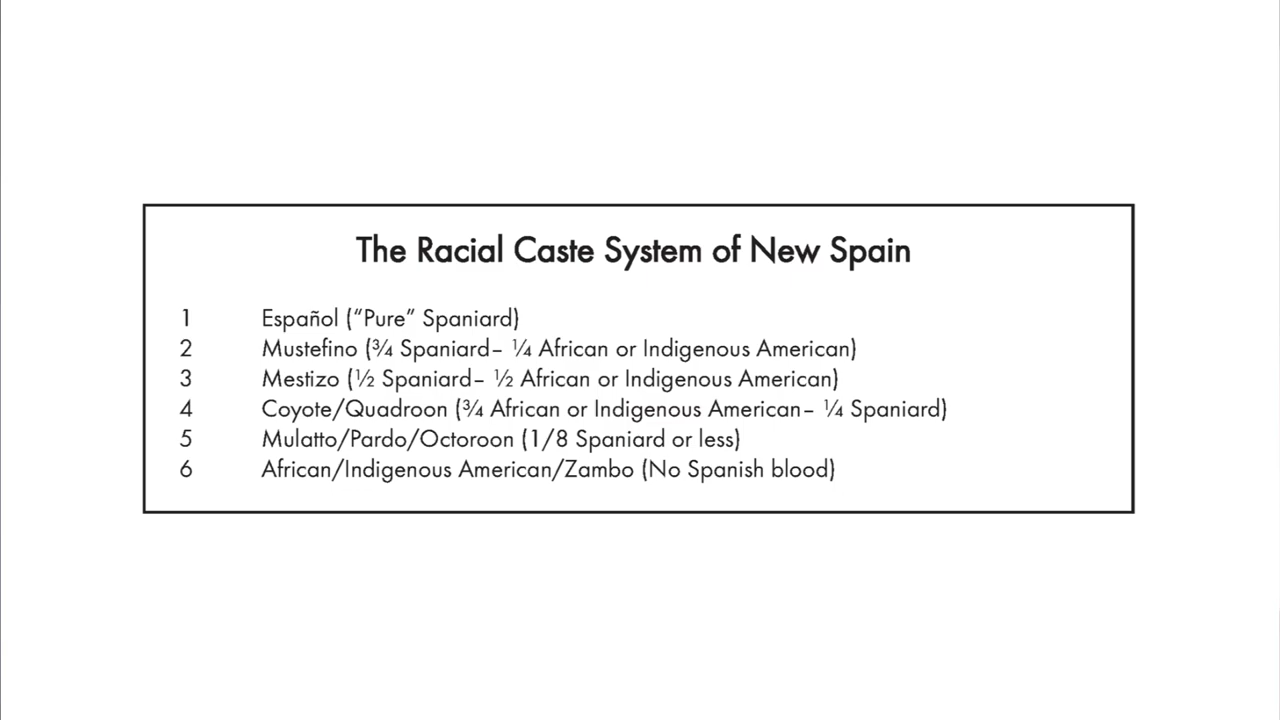 The Racial Caste System of New Spain
1 Español (“Pure” Spaniard)
2 Mustefino (¾ Spaniard– ¼ African or Indigenous American)
3 Mestizo (½ Spaniard– ½ African or Indigenous American)
4 Coyote/Quadroon (¾ African or Indigenous American– ¼ Spaniard)
5 Mulatto/Pardo/Octoroon (1/8 Spaniard or less)
6 African/Indigenous American/Zambo (No Spanish blood)